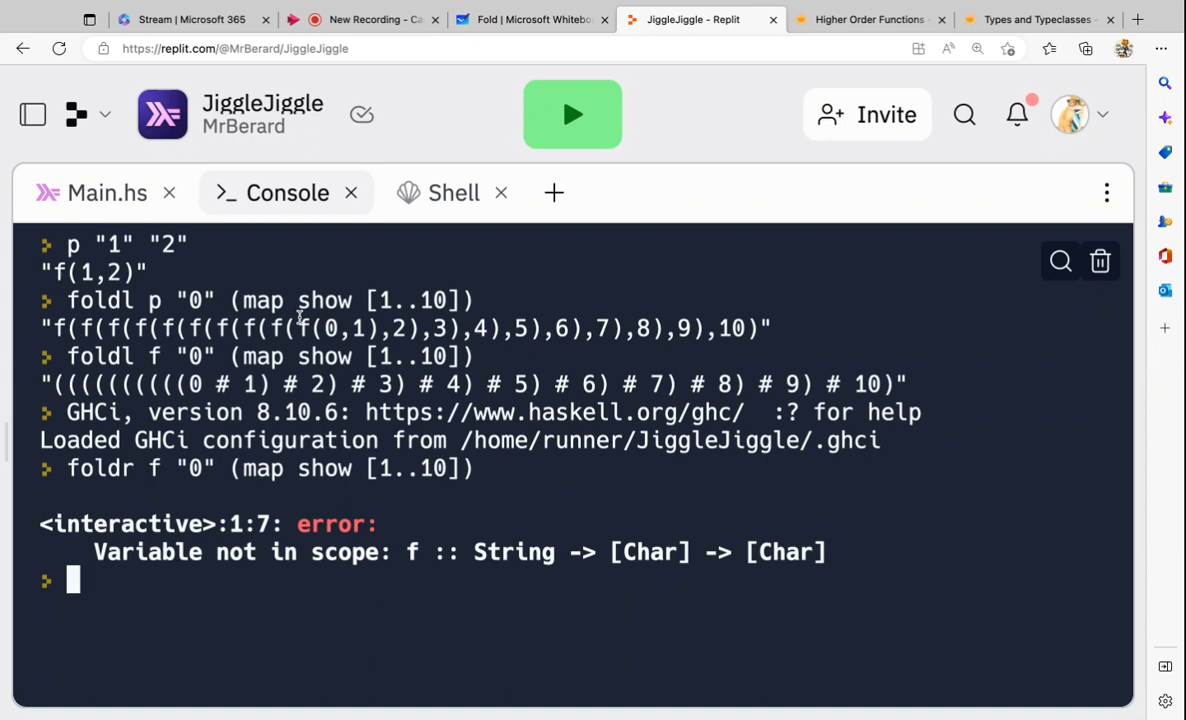 Stream | Microsoft 365
New Recording - Ca
Fold | Microsoft Whitebo
JiggleJiggle - Replit
Higher Order Functions -
Types and Typeclasses -
https://replit.com/@MrBerard/JiggleJiggle
JiggleJiggle
MrBerard
Invite
Main.hs
Console
Shell
p "1" "2"
"f(1,2)"
foldl p "0" (map show [1..10])
"f(f(f(f(f(f(f(f(f(f(0,1),2),3),4),5),6),7),8),9),10)"
foldl f "0" (map show [1..10])
"((((((((((0 # 1) # 2) # 3) # 4) # 5) # 6) # 7) # 8) # 9) # 10)"
GHCi, version 8.10.6: https://www.haskell.org/ghc/  :? for help
Loaded GHCi configuration from /home/runner/JiggleJiggle/.ghci
foldr f "0" (map show [1..10])
<interactive>:1:7: error:
Variable not in scope: f :: String -> [Char] -> [Char]